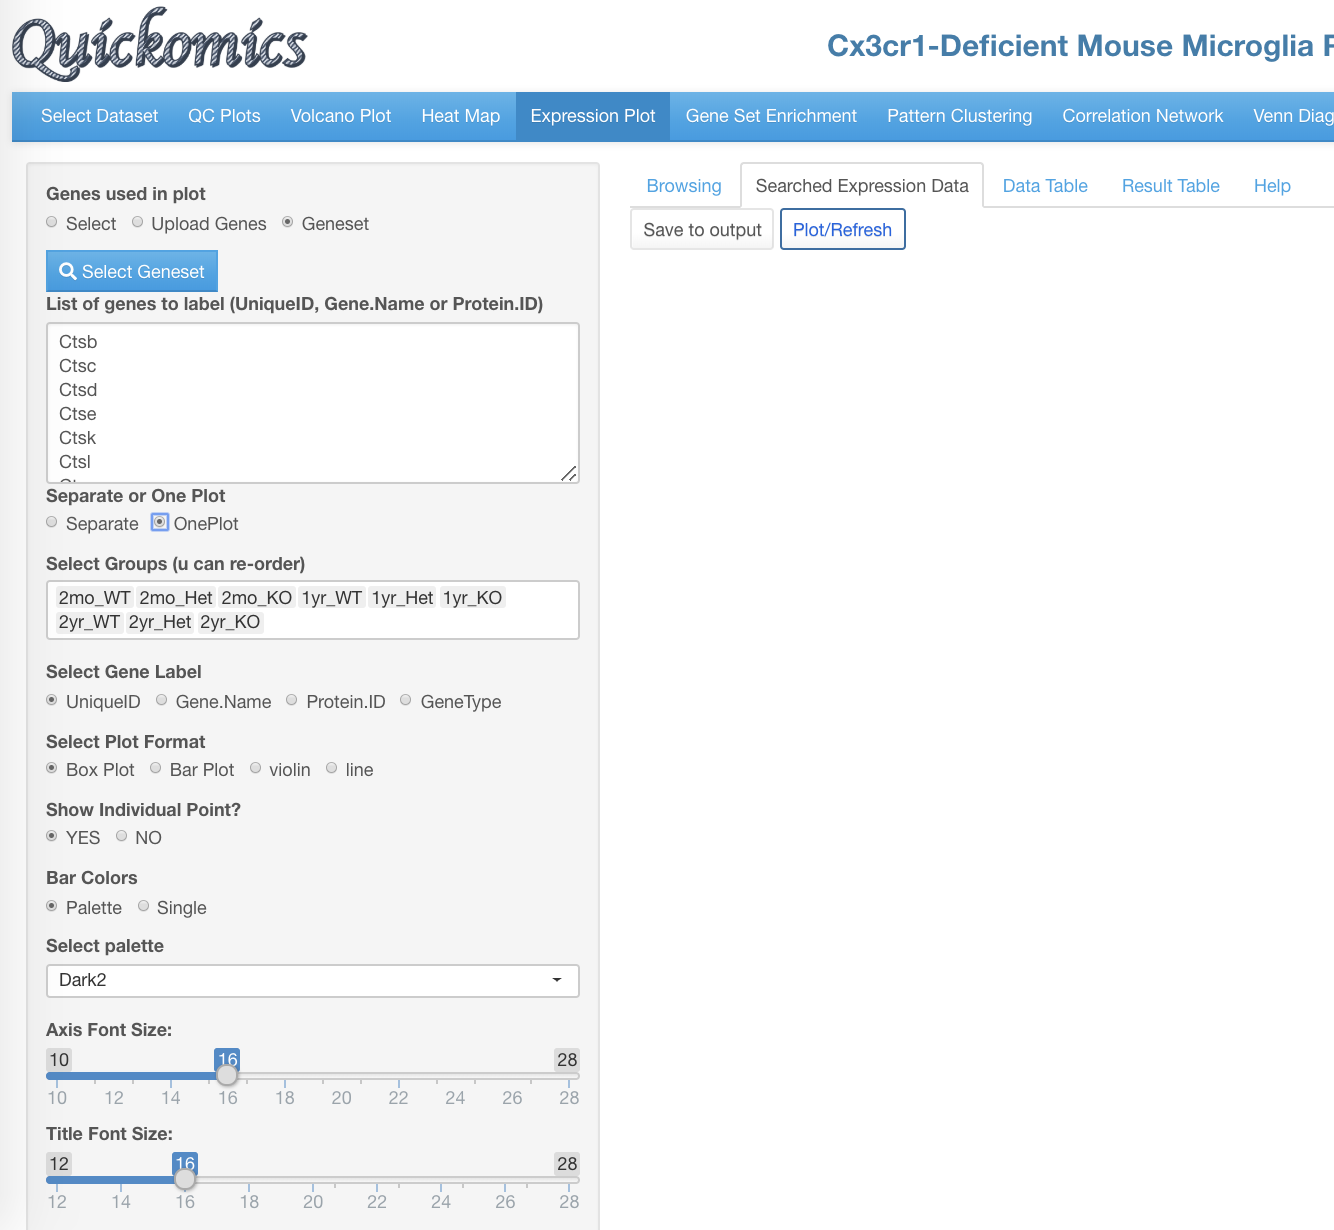 Quickomics
Cx3cr1-Deficient Mouse Microglia
Select Dataset QC Plots Volcano Plot Heat Map Expression Plot Gene Set Enrichment Pattern Clustering Correlation Network Venn Diag
Genes used in plot
Select Upload Genes Geneset
Select Geneset
List of genes to label (UniqueID, Gene.Name or Protein.ID)
Ctsb
Ctsc
Ctsd
Ctse
Ctsk
Ctsl
Separate or One Plot
Separate OnePlot
Select Groups (u can re-order)
2mo_WT 2mo_Het 2mo_KO 1yr_WT 1yr_Het 1yr_KO
2yr_WT 2yr_Het 2yr_KO
Select Gene Label
UniqueID Gene.Name Protein.ID GeneType
Select Plot Format
Box Plot Bar Plot violin line
Show Individual Point?
YES NO
Bar Colors
Palette Single
Select palette
Dark2
Axis Font Size:
10 16 28
10 12 14 16 18 20 22 24 26 28
Title Font Size:
12 16 28
12 14 16 18 20 22 24 26 28
Browsing Searched Expression Data Data Table Result Table Help
Save to output Plot/Refresh